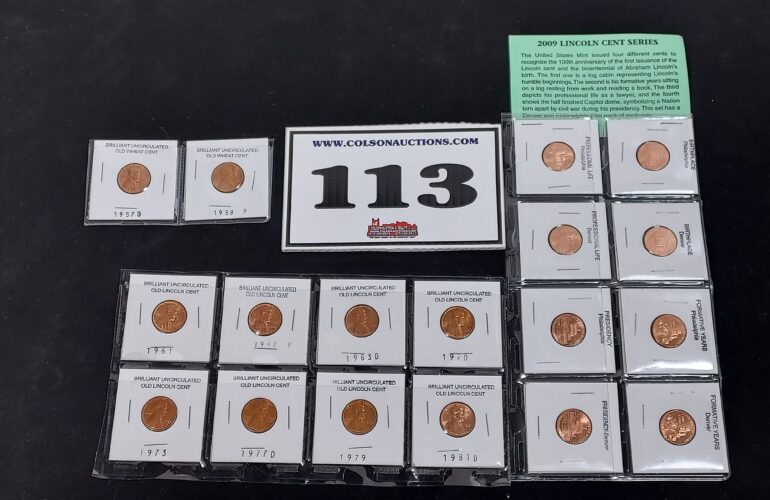 2009 LINCOLN CENT SERIES
The United States Mint issued four different cents to
recognize the 100th anniversary of the first issuance of the
Lincoln cent and the bicentennial of Abraham Lincoln's
birth. The first one is a log cabin representing Lincoln's
humble beginnings. The second is his formative years sitting
on a log resting from work and reading a book. The third
depicts his professional life as a lawyer, and the fourth
shows the half finished Capitol dome, symbolizing a Nation
torn apart by civil war during his presidency. This set has a
BRILLIANT UNCIRCULATED
OLD WHEAT CENT
1957 D
BRILLIANT UNCIRCULATED
OLD WHEAT CENT
1958 P
WWW.COLSONAUCTIONS.COM
113
PROFESSIONAL LIFE
Philadelphia
BIRTHPLACE
Philadelphia
PROFESSIONAL LIFE
Denver
BIRTHPLACE
Denver
PRESIDENCY
Philadelphia
FORMATIVE YEARS
Philadelphia
PRESIDENCY Denver
FORMATIVE YEARS
Denver
BRILLIANT UNCIRCULATED
OLD LINCOLN CENT
1961
BRILLIANT UNCIRCULATED
OLD LINCOLN CENT
1962 P
BRILLIANT UNCIRCULATED
OLD LINCOLN CENT
1963 D
BRILLIANT UNCIRCULATED
OLD LINCOLN CENT
BRILLIANT UNCIRCULATED
OLD LINCOLN CENT
1973
BRILLIANT UNCIRCULATED
OLD LINCOLN CENT
1977 D
BRILLIANT UNCIRCULATED
OLD LINCOLN CENT
1979
BRILLIANT UNCIRCULATED
OLD LINCOLN CENT
1981 D